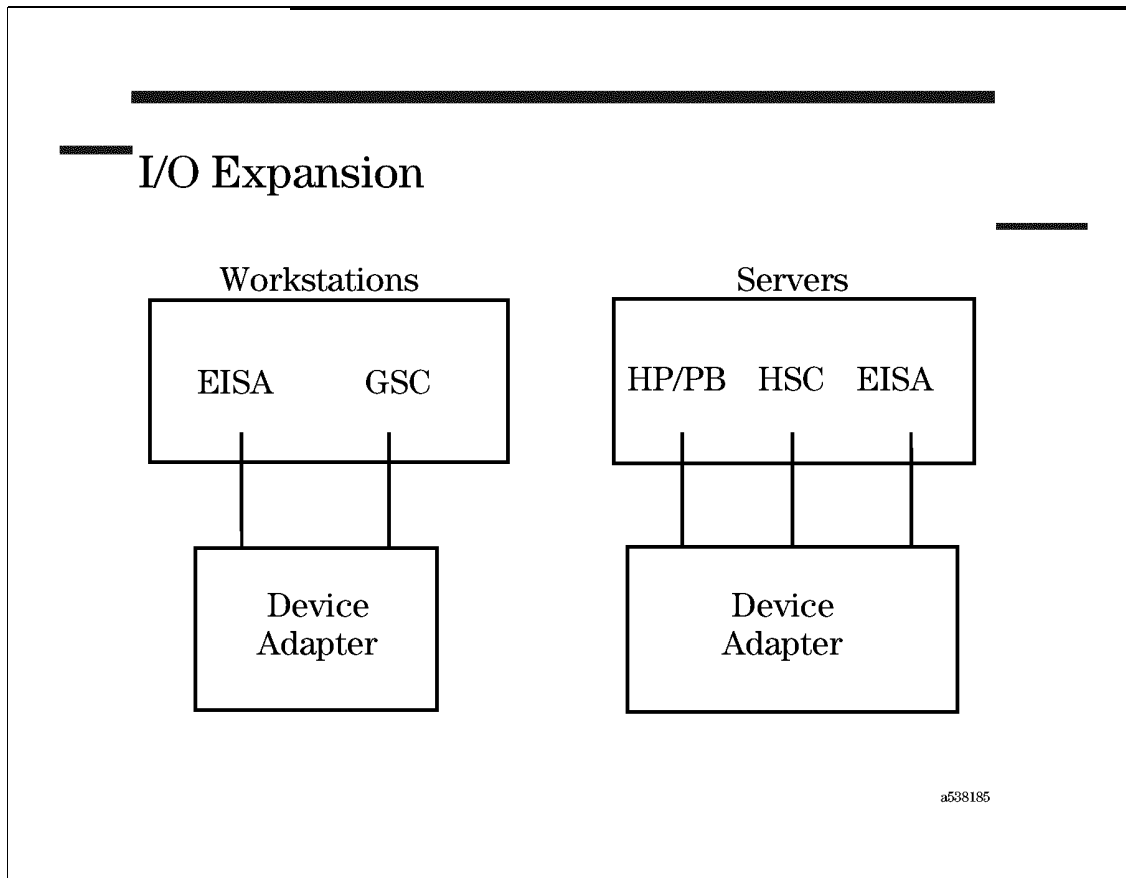 I/O Expansion
Workstations
EISA GSC
Device
Adapter
Servers
HP/PB HSC EISA
Device
Adapter
a538185